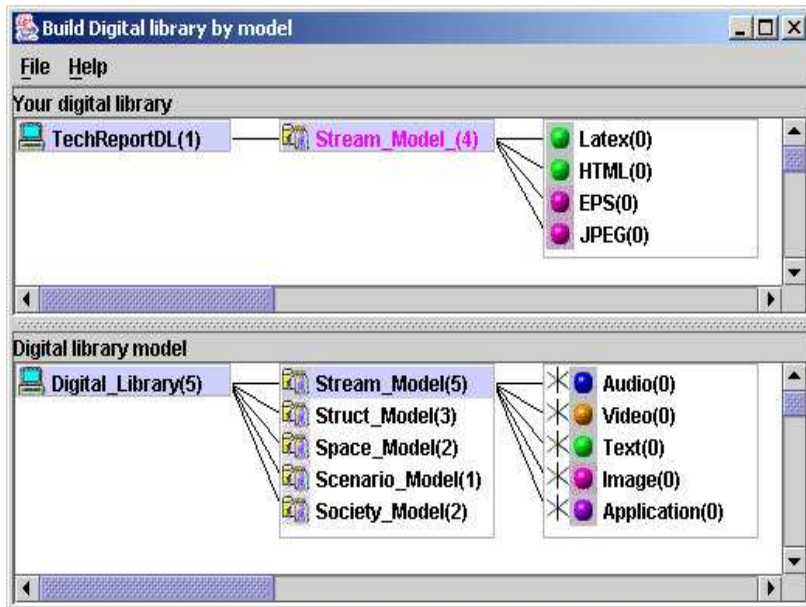 Build Digital library by model
File Help
Your digital library
TechReportDL(1) Stream_Model_(4) Latex(0)
HTML(0)
EPS(0)
JPEG(0)
Digital library model
Digital_Library(5) Stream_Model(5) Audio(0)
Struct_Model(3) Video(0)
Space_Model(2) Text(0)
Scenario_Model(1) Image(0)
Society_Model(2) Application(0)